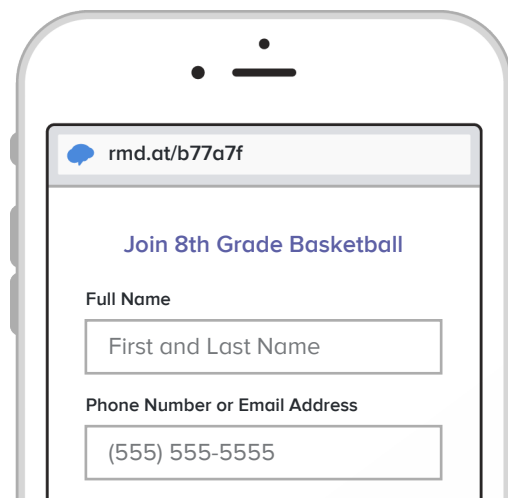 rmd.at/b77a7f
Join 8th Grade Basketball
Full Name
First and Last Name
Phone Number or Email Address
(555) 555-5555